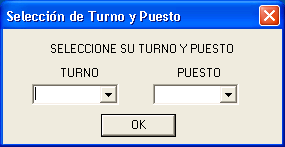 Selección de Turno y Puesto
SELECCIONE SU TURNO Y PUESTO
TURNO PUESTO
OK